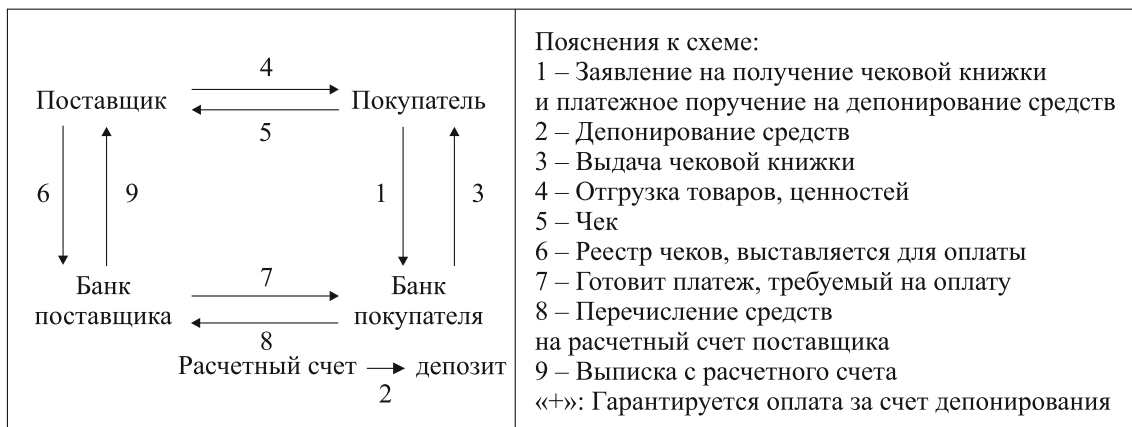 4
Поставщик
Покупатель
5
6
9
1
3
Банк
поставщика
7
Банк
покупателя
8
Расчетный счет
депозит
2
Пояснения к схеме:
1 – Заявление на получение чековой книжки
и платежное поручение на депонирование средств
2 – Депонирование средств
3 – Выдача чековой книжки
4 – Отгрузка товаров, ценностей
5 – Чек
6 – Реестр чеков, выставляется для оплаты
7 – Готовит платеж, требуемый на оплату
8 – Перечисление средств
на расчетный счет поставщика
9 – Выписка с расчетного счета
«+»: Гарантируется оплата за счет депонирования